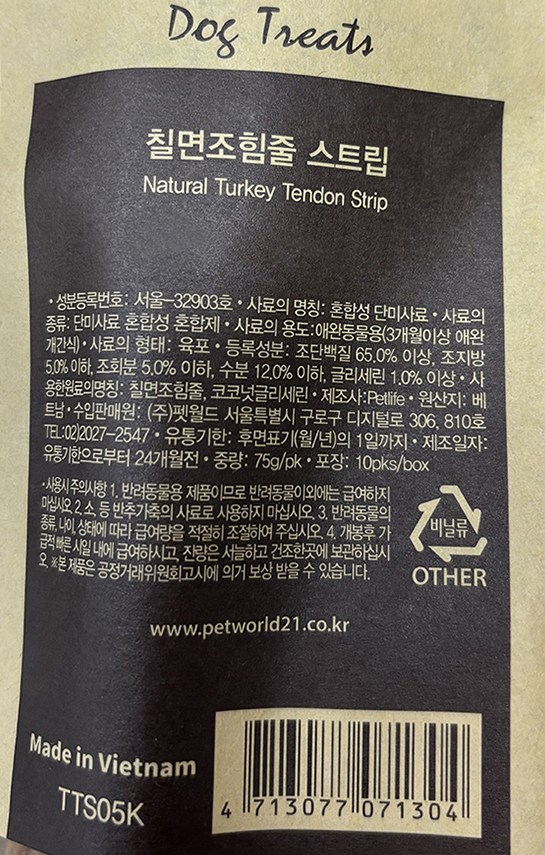 Dog Treats
칠면조힘줄 스트립
Natural Turkey Tendon Strip
• 성분등록번호: 서울-32903호 • 사료의 명칭: 혼합성 단미사료 • 사료의
종류: 단미사료 혼합성 혼합제 • 사료의 용도:애완동물용(3개월이상 애완
개간식) • 사료의 형태: 육포 • 등록성분: 조단백질 65.0% 이상, 조지방
5.0% 이하, 조회분 5.0% 이하, 수분 12.0% 이하, 글리세린 1.0% 이상 • 사
용한원료의명칭: 칠면조힘줄, 코코넛글리세린 • 제조사:Petlife • 원산지: 베
트남 • 수입판매원: (주)펫월드 서울특별시 구로구 디지털로 306, 810호
TEL:02)2027-2547 • 유통기한: 후면표기(월/년)의 1일까지 • 제조일자:
유통기한으로부터 24개월전 • 중량: 75g/pk • 포장: 10pks/box
•사용시 주의사항 1. 반려동물용 제품이므로 반려동물이외에는 급여하지
마십시오. 2. 소, 등 반추가축의 사료로 사용하지 마십시오. 3. 반려동물의
종류, 나이, 상태에 따라 급여량을 적절히 조절하여 주십시오. 4. 개봉후 가
급적 빠른 시일 내에 급여하시고, 잔량은 서늘하고 건조한곳에 보관하십시
오. ※본 제품은 공정거래위원회고시에 의거 보상 받을 수 있습니다.
비닐류
OTHER
www.petworld21.co.kr
Made in Vietnam
TTS05K
4 713077 071304